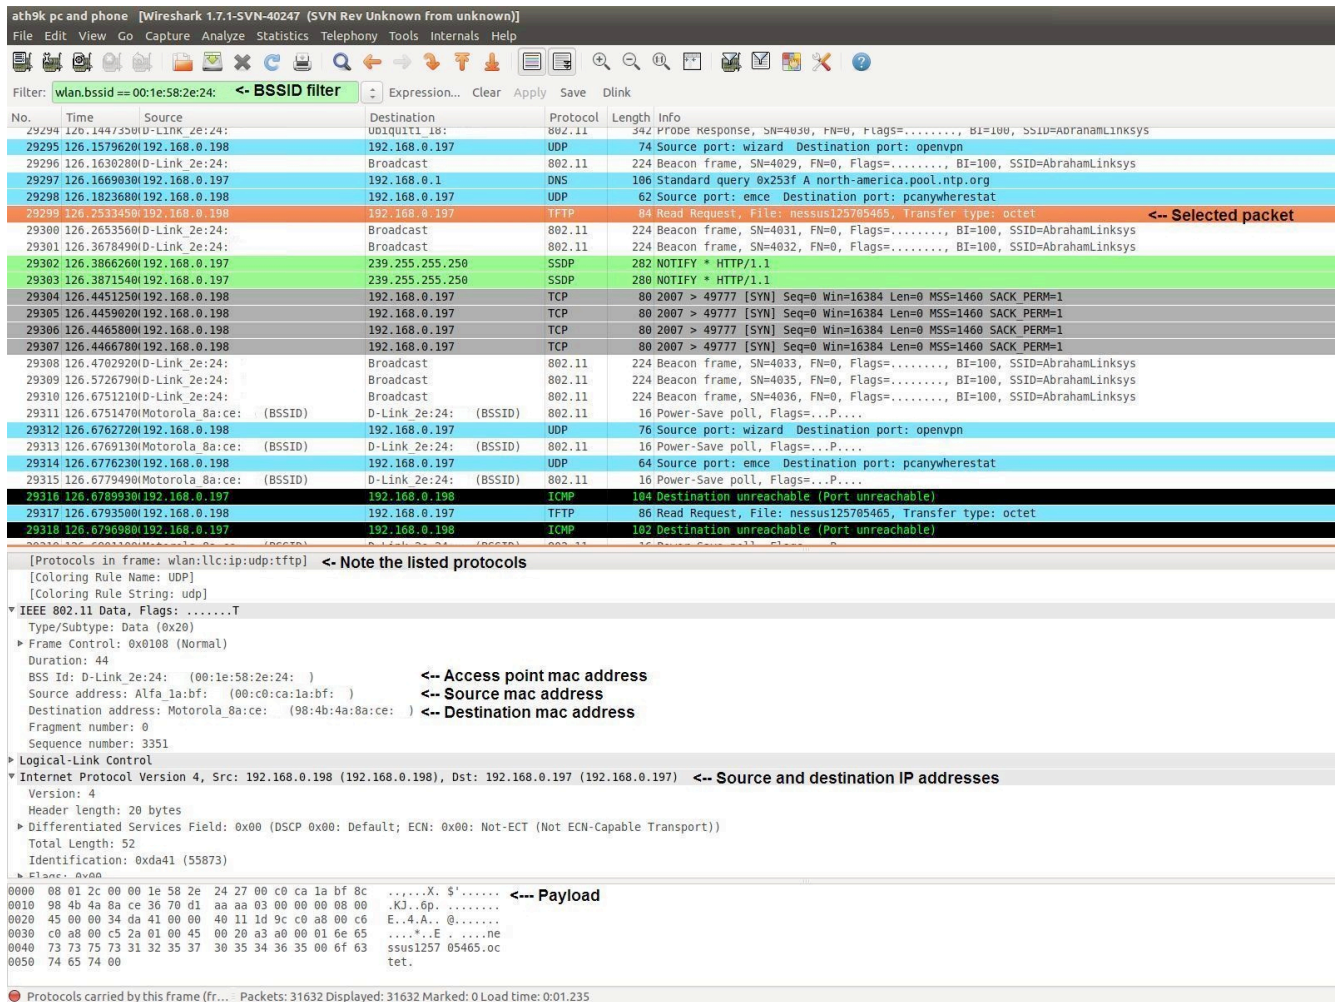 ath9k pc and phone [Wireshark 1.7.1-SVN-40247 (SVN Rev Unknown from unknown)]
File Edit View Go Capture Analyze Statistics Telephony Tools Internals Help
Filter: wlan.bssid == 00:1e:58:2e:24: <- BSSID filter Expression... Clear Apply Save Dlink
No. Time Source Destination Protocol Length Info
29294 126.1447350( D-Link_2e:24: Ubiquiti_18: 802.11 342 Probe Response, SN=4030, FN=0, Flags=........, BI=100, SSID=AbrahamLinksys
29295 126.1579620( 192.168.0.198 192.168.0.197 UDP 74 Source port: wizard Destination port: openvpn
29296 126.1630280( D-Link_2e:24: Broadcast 802.11 224 Beacon frame, SN=4029, FN=0, Flags=........, BI=100, SSID=AbrahamLinksys
29297 126.1669030( 192.168.0.197 192.168.0.1 DNS 106 Standard query 0x253f A north-america.pool.ntp.org
29298 126.1823680( 192.168.0.198 192.168.0.197 UDP 62 Source port: emce Destination port: pcanywherestat
29299 126.2533450( 192.168.0.198 192.168.0.197 TFTP 84 Read Request, File: nessus125705465, Transfer type: octet <-- Selected packet
29300 126.2653560( D-Link_2e:24: Broadcast 802.11 224 Beacon frame, SN=4031, FN=0, Flags=........, BI=100, SSID=AbrahamLinksys
29301 126.3678490( D-Link_2e:24: Broadcast 802.11 224 Beacon frame, SN=4032, FN=0, Flags=........, BI=100, SSID=AbrahamLinksys
29302 126.3866260( 192.168.0.197 239.255.255.250 SSDP 282 NOTIFY * HTTP/1.1
29303 126.3871540( 192.168.0.197 239.255.255.250 SSDP 280 NOTIFY * HTTP/1.1
29304 126.4451250( 192.168.0.198 192.168.0.197 TCP 80 2007 > 49777 [SYN] Seq=0 Win=16384 Len=0 MSS=1460 SACK_PERM=1
29305 126.4459020( 192.168.0.198 192.168.0.197 TCP 80 2007 > 49777 [SYN] Seq=0 Win=16384 Len=0 MSS=1460 SACK_PERM=1
29306 126.4465800( 192.168.0.198 192.168.0.197 TCP 80 2007 > 49777 [SYN] Seq=0 Win=16384 Len=0 MSS=1460 SACK_PERM=1
29307 126.4466780( 192.168.0.198 192.168.0.197 TCP 80 2007 > 49777 [SYN] Seq=0 Win=16384 Len=0 MSS=1460 SACK_PERM=1
29308 126.4702920( D-Link_2e:24: Broadcast 802.11 224 Beacon frame, SN=4033, FN=0, Flags=........, BI=100, SSID=AbrahamLinksys
29309 126.5726790( D-Link_2e:24: Broadcast 802.11 224 Beacon frame, SN=4035, FN=0, Flags=........, BI=100, SSID=AbrahamLinksys
29310 126.6751210( D-Link_2e:24: Broadcast 802.11 224 Beacon frame, SN=4036, FN=0, Flags=........, BI=100, SSID=AbrahamLinksys
29311 126.6751470( Motorola_8a:ce: (BSSID) D-Link_2e:24: (BSSID) 802.11 16 Power-Save poll, Flags=...P....
29312 126.6762720( 192.168.0.198 192.168.0.197 UDP 76 Source port: wizard Destination port: openvpn
29313 126.6769130( Motorola_8a:ce: (BSSID) D-Link_2e:24: (BSSID) 802.11 16 Power-Save poll, Flags=...P....
29314 126.6776230( 192.168.0.198 192.168.0.197 UDP 64 Source port: emce Destination port: pcanywherestat
29315 126.6779490( Motorola_8a:ce: (BSSID) D-Link_2e:24: (BSSID) 802.11 16 Power-Save poll, Flags=...P....
29316 126.6789930( 192.168.0.197 192.168.0.198 ICMP 104 Destination unreachable (Port unreachable)
29317 126.6793500( 192.168.0.198 192.168.0.197 TFTP 86 Read Request, File: nessus125705465, Transfer type: octet
29318 126.6796980( 192.168.0.197 192.168.0.198 ICMP 102 Destination unreachable (Port unreachable)
[Protocols in frame: wlan:llc:ip:udp:tftp] <- Note the listed protocols
[Coloring Rule Name: UDP]
[Coloring Rule String: udp]
IEEE 802.11 Data, Flags: .......T
Type/Subtype: Data (0x20)
Frame Control: 0x0108 (Normal)
Duration: 44
BSS Id: D-Link_2e:24: (00:1e:58:2e:24: ) <-- Access point mac address
Source address: Alfa_1a:bf: (00:c0:ca:1a:bf: ) <-- Source mac address
Destination address: Motorola_8a:ce: (98:4b:4a:8a:ce: ) <-- Destination mac address
Fragment number: 0
Sequence number: 3351
Logical-Link Control
Internet Protocol Version 4, Src: 192.168.0.198 (192.168.0.198), Dst: 192.168.0.197 (192.168.0.197) <-- Source and destination IP addresses
Version: 4
Header length: 20 bytes
Differentiated Services Field: 0x00 (DSCP 0x00: Default; ECN: 0x00: Not-ECT (Not ECN-Capable Transport))
Total Length: 52
Identification: 0xda41 (55873)
Flags: 0x00
0000 08 01 2c 00 00 1e 58 2e 24 27 00 c0 ca 1a bf 8c ..,...X. $'...... <--- Payload
0010 98 4b 4a 8a ce 36 70 d1 aa aa 03 00 00 00 08 00 .KJ..6p. ........
0020 45 00 00 34 da 41 00 00 40 11 1d 9c c0 a8 00 c6 E..4.A.. @.......
0030 c0 a8 00 c5 2a 01 00 45 00 20 a3 a0 00 01 6e 65 ....*..E . ....ne
0040 73 73 75 73 31 32 35 37 30 35 34 36 35 00 6f 63 ssus1257 05465.oc
0050 74 65 74 00 tet.
Protocols carried by this frame (fr... Packets: 31632 Displayed: 31632 Marked: 0 Load time: 0:01.235